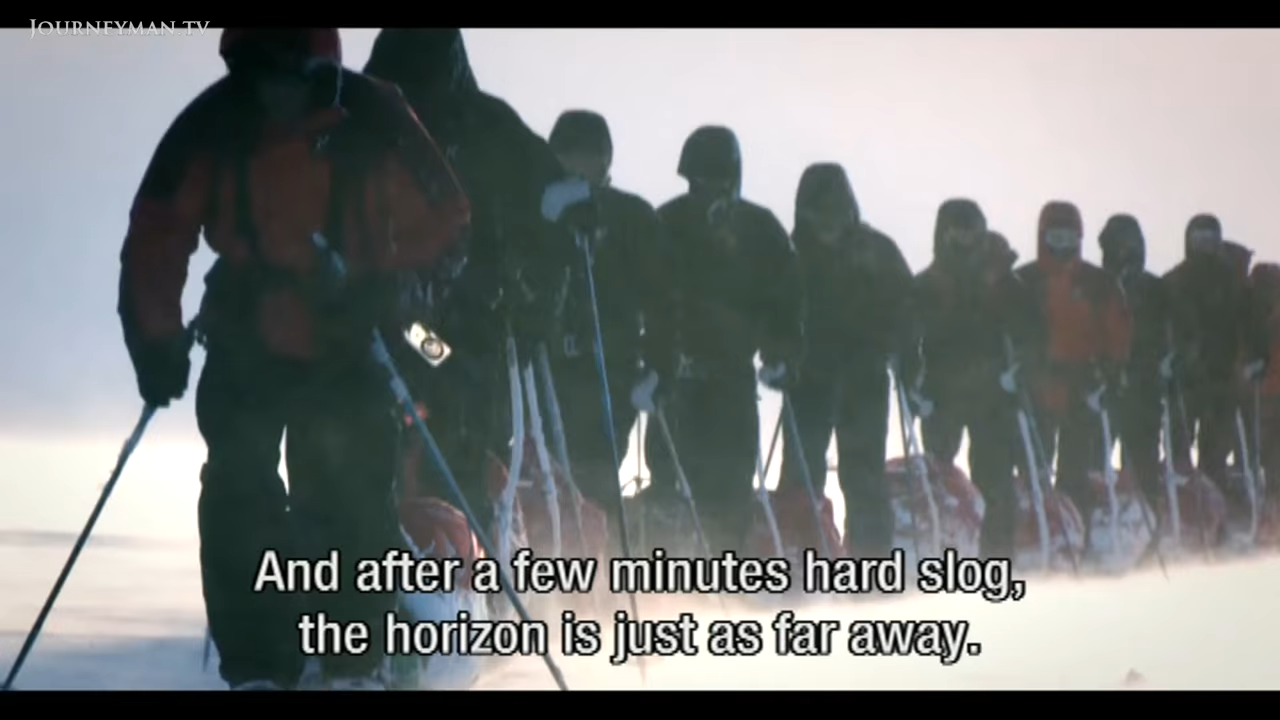 JOURNEYMAN.TV
And after a few minutes hard slog,
the horizon is just as far away.